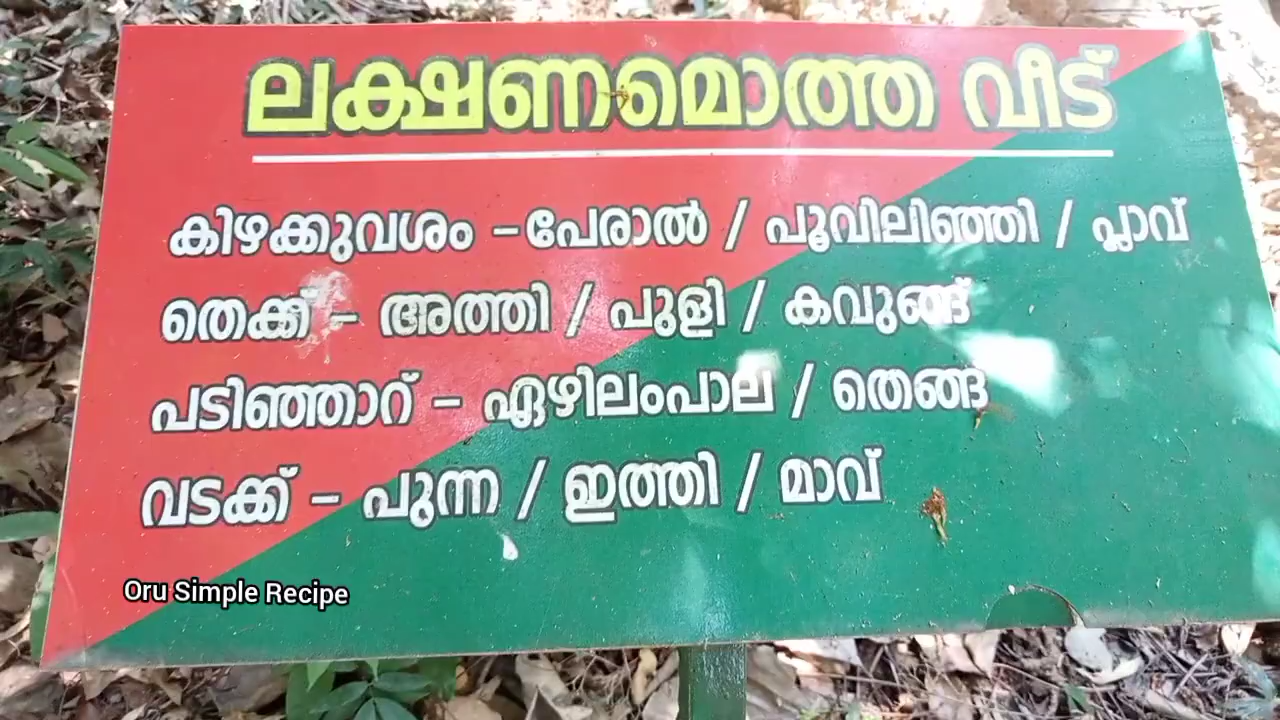 ലക്ഷണമൊത്ത വീട്
കിഴക്കുവശം - പേരാൽ / പൂവിലിഞ്ഞി / പ്ലാവ്
തെക്ക് - അത്തി / പുളി / കവുങ്ങ്
പടിഞ്ഞാറ് - ഏഴിലംപാല / തെങ്ങ
വടക്ക് - പുന്ന / ഇത്തി / മാവ്
Oru Simple Recipe